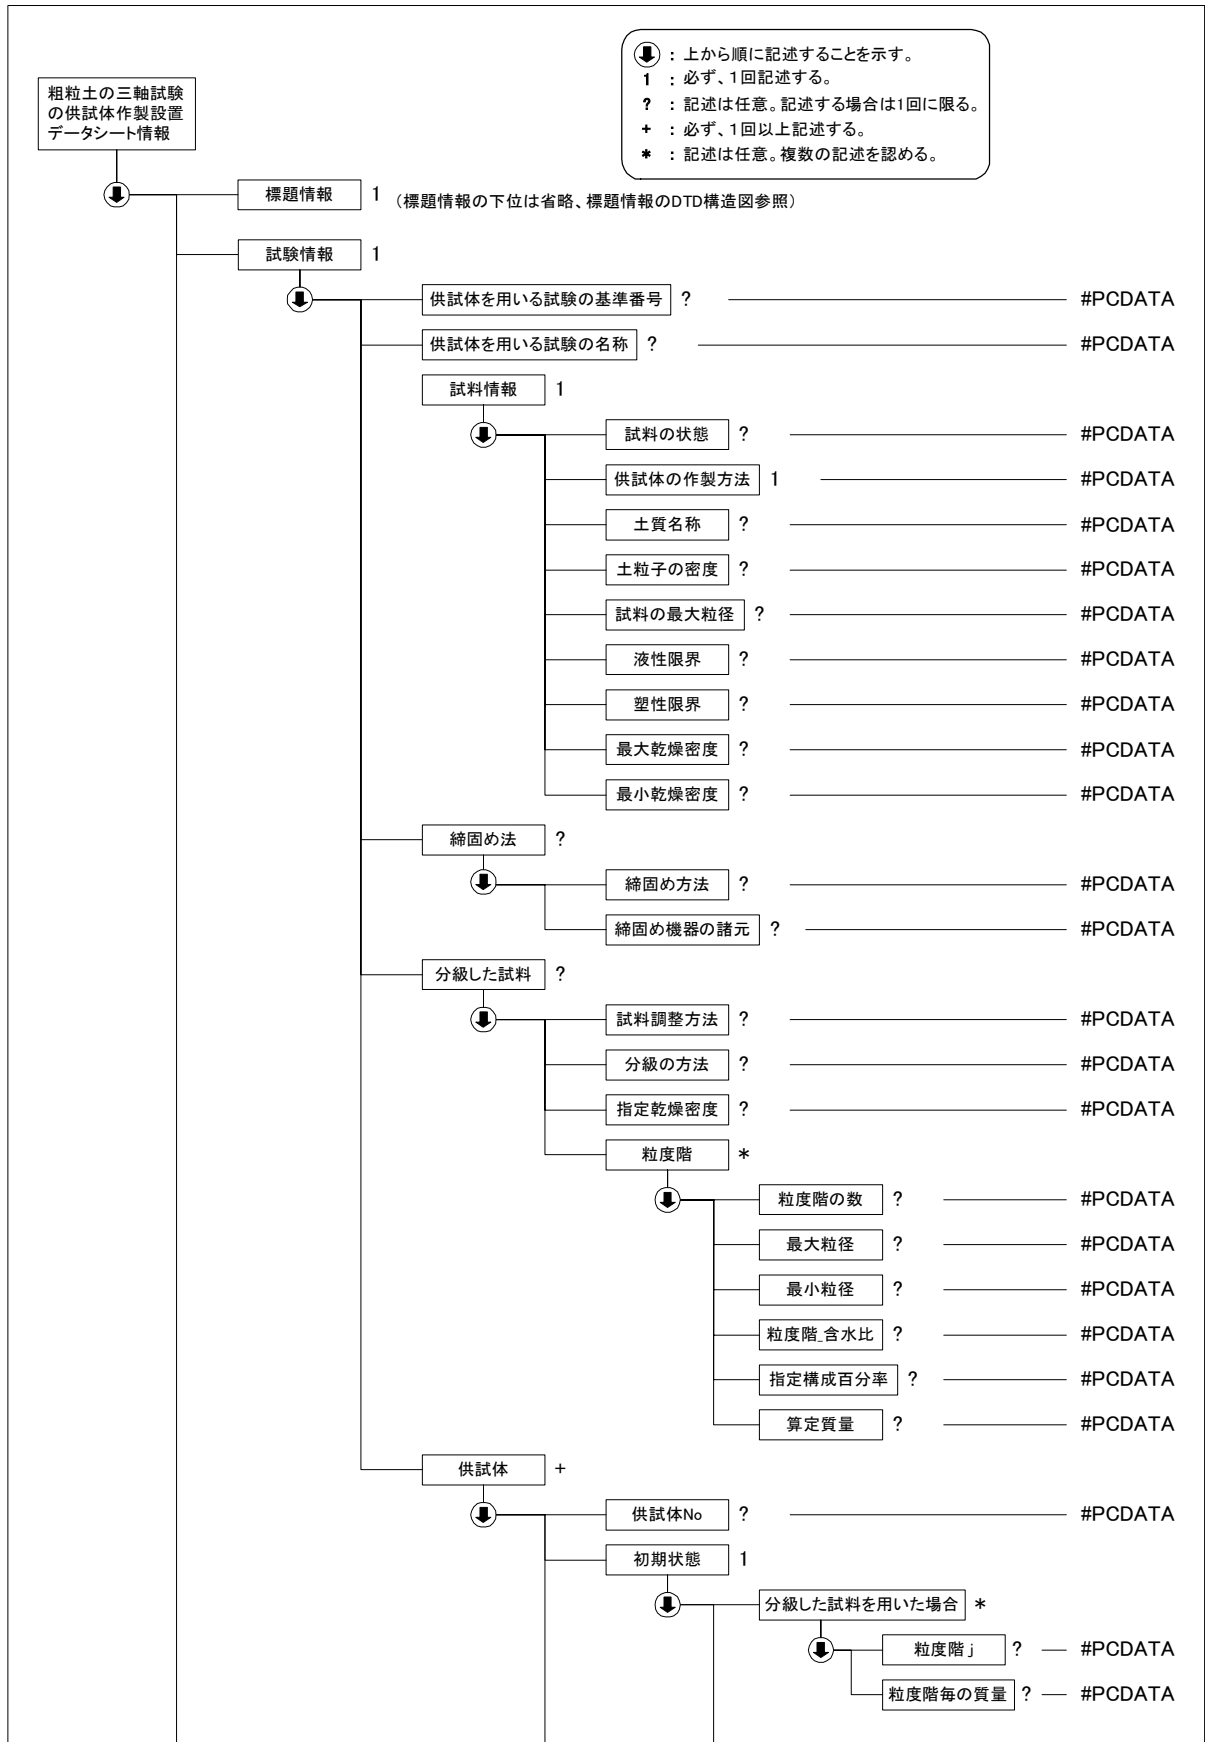 ⬇ : 上から順に記述することを示す。
1 : 必ず、1回記述する。
? : 記述は任意。記述する場合は1回に限る。
+ : 必ず、1回以上記述する。
* : 記述は任意。複数の記述を認める。
粗粒土の三軸試験
の供試体作製設置
データシート情報
標題情報 1 (標題情報の下位は省略、標題情報のDTD構造図参照)
試験情報 1
供試体を用いる試験の基準番号 ? #PCDATA
供試体を用いる試験の名称 ? #PCDATA
試料情報 1
試料の状態 ? #PCDATA
供試体の作製方法 1 #PCDATA
土質名称 ? #PCDATA
土粒子の密度 ? #PCDATA
試料の最大粒径 ? #PCDATA
液性限界 ? #PCDATA
塑性限界 ? #PCDATA
最大乾燥密度 ? #PCDATA
最小乾燥密度 ? #PCDATA
締固め法 ?
締固め方法 ? #PCDATA
締固め機器の諸元 ? #PCDATA
分級した試料 ?
試料調整方法 ? #PCDATA
分級の方法 ? #PCDATA
指定乾燥密度 ? #PCDATA
粒度階 *
粒度階の数 ? #PCDATA
最大粒径 ? #PCDATA
最小粒径 ? #PCDATA
粒度階_含水比 ? #PCDATA
指定構成百分率 ? #PCDATA
算定質量 ? #PCDATA
供試体 +
供試体No ? #PCDATA
初期状態 1
分級した試料を用いた場合 *
粒度階j ? #PCDATA
粒度階毎の質量 ? #PCDATA